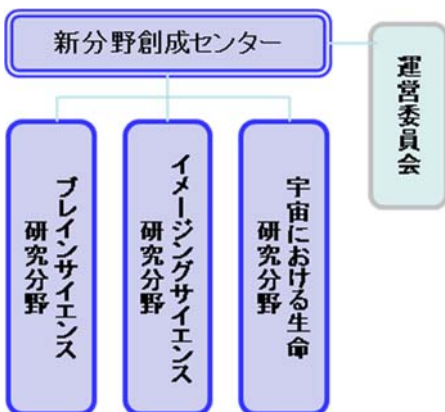 新分野創成センター
運営委員会
ブレインサイエンス
研究分野
イメージングサイエンス
研究分野
宇宙における生命
研究分野